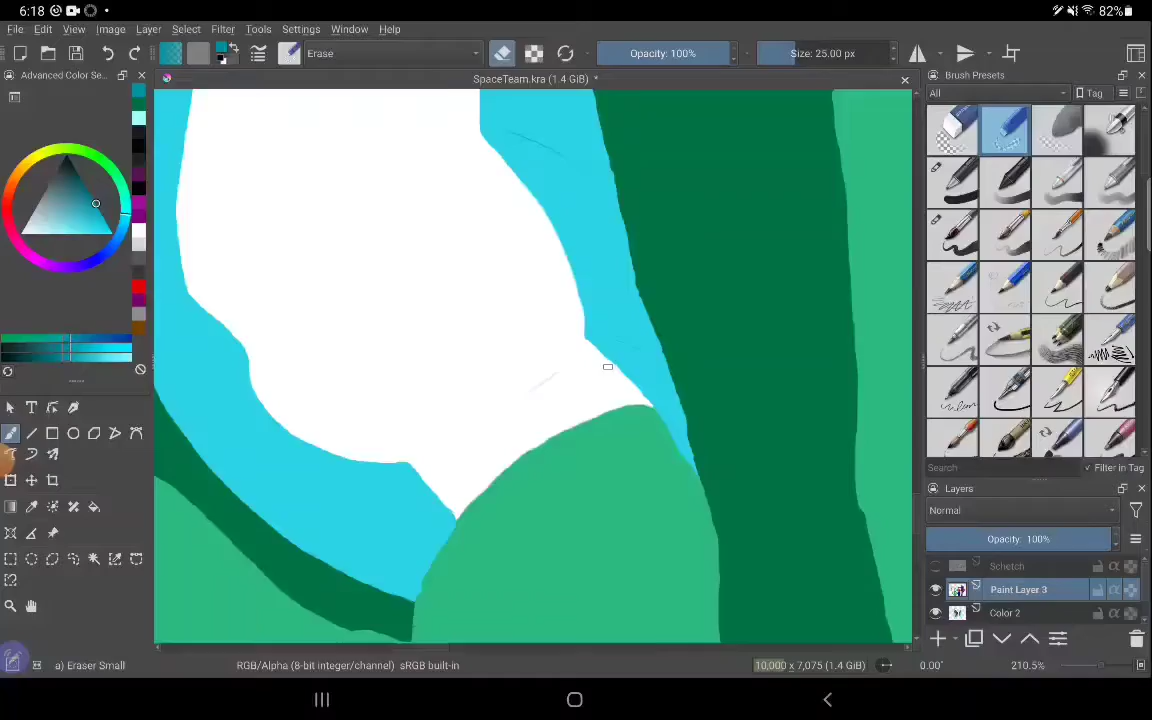 6:18
82%
File Edit View Image Layer Select Filter Tools Settings Window Help
Erase
Opacity: 100%
Size: 25.00 px
Advanced Color Se...
SpaceTeam.kra (1.4 GiB) *
Brush Presets
All
Tag
Search
Filter in Tag
Layers
Normal
Opacity: 100%
Schetch
Paint Layer 3
Color 2
a) Eraser Small
RGB/Alpha (8-bit integer/channel) sRGB built-in
10,000 x 7,075 (1.4 GiB)
0.00°
210.5%